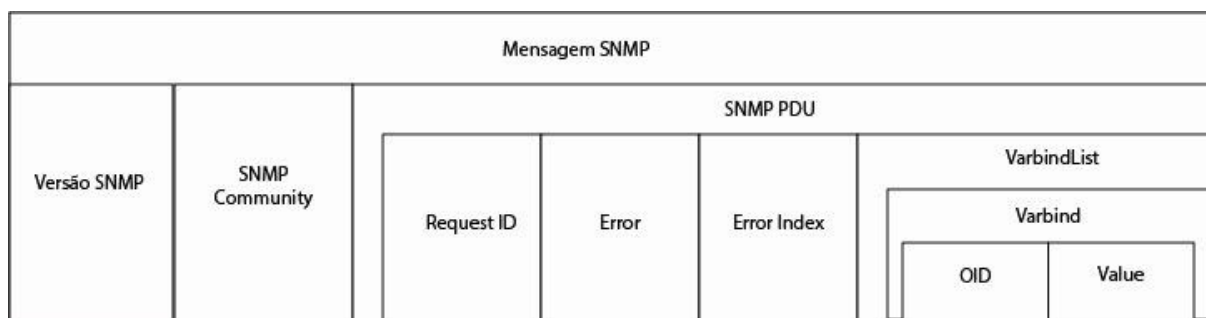 Mensagem SNMP
SNMP PDU
Versão SNMP
SNMP
Community
Request ID
Error
Error Index
VarbindList
Varbind
OID
Value